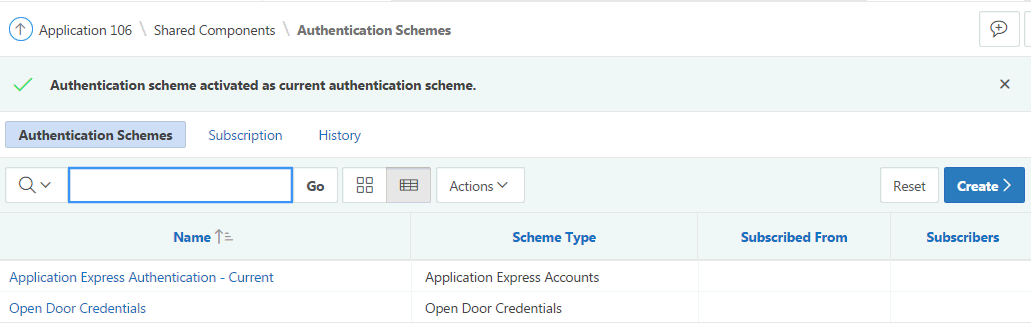 Application 106 \ Shared Components \ Authentication Schemes
Authentication scheme activated as current authentication scheme.
Authentication Schemes Subscription History
Go Actions Reset Create
Name Scheme Type Subscribed From Subscribers
Application Express Authentication - Current Application Express Accounts
Open Door Credentials Open Door Credentials